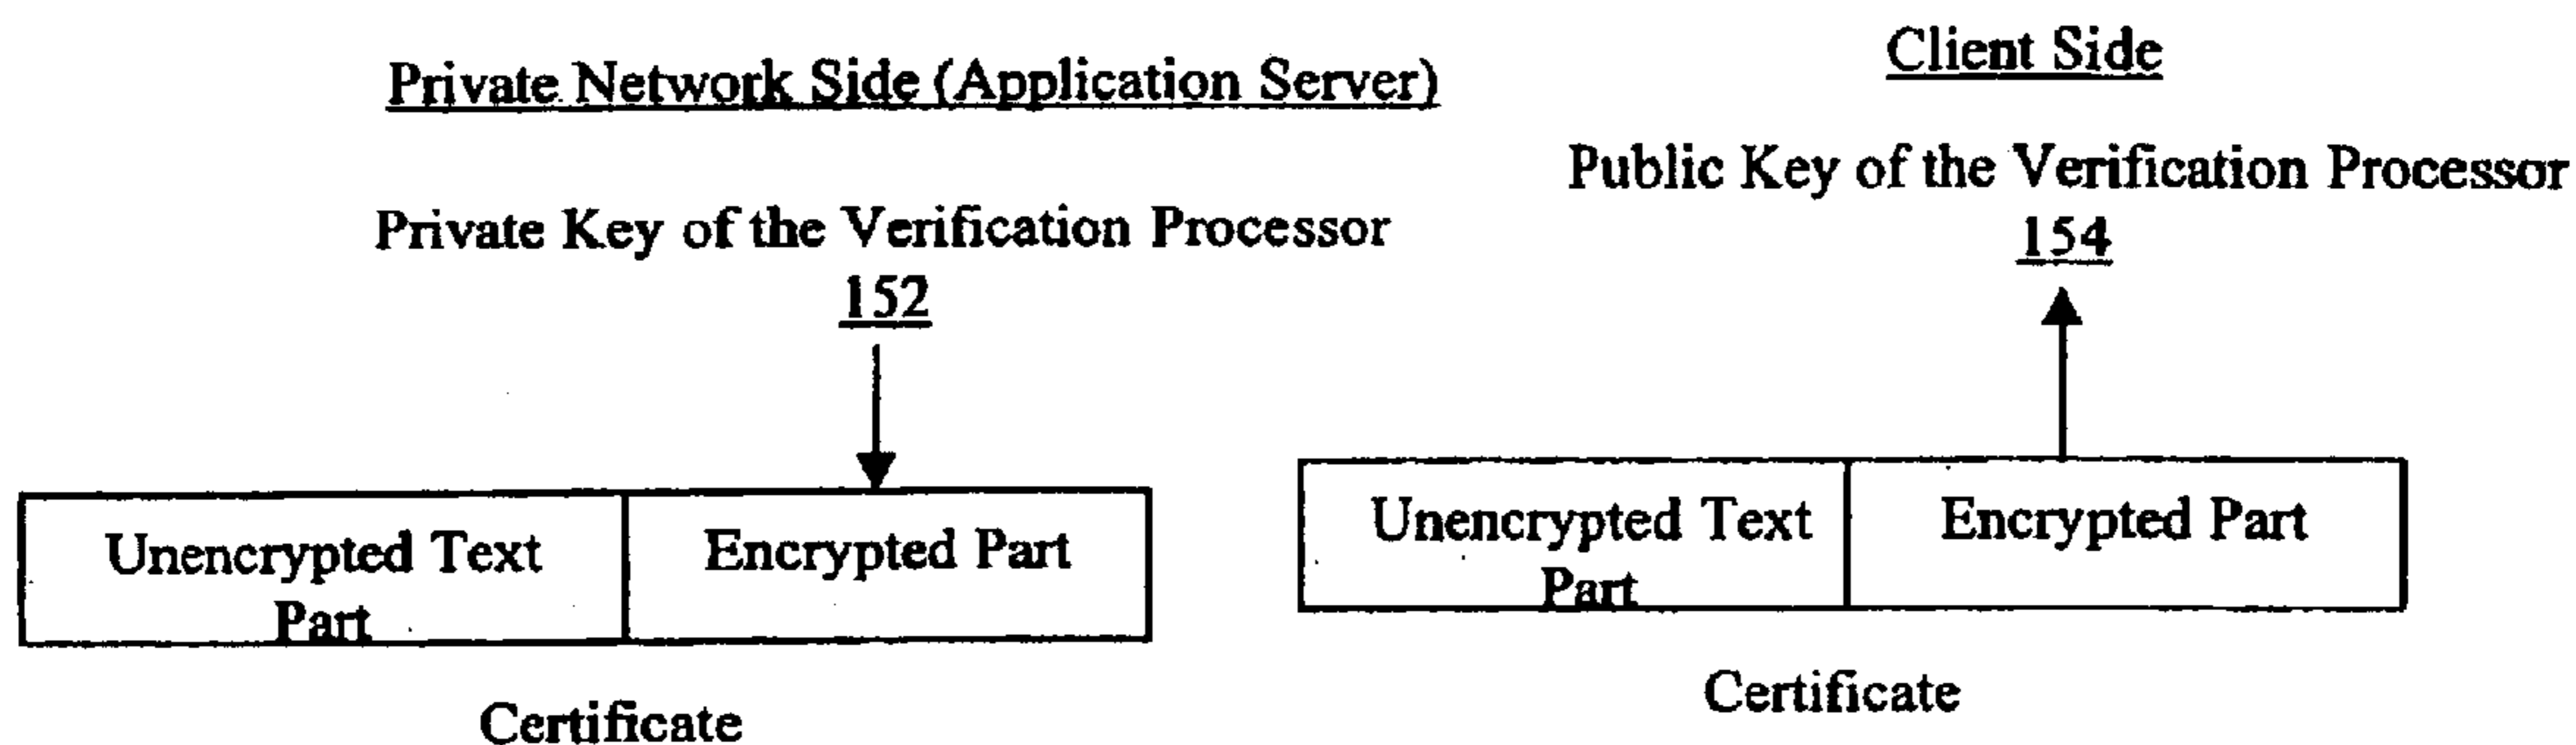 Private Network Side (Application Server)
Private Key of the Verification Processor
152
Unencrypted Text
Part
Encrypted Part
Certificate
Client Side
Public Key of the Verification Processor
154
Unencrypted Text
Part
Encrypted Part
Certificate